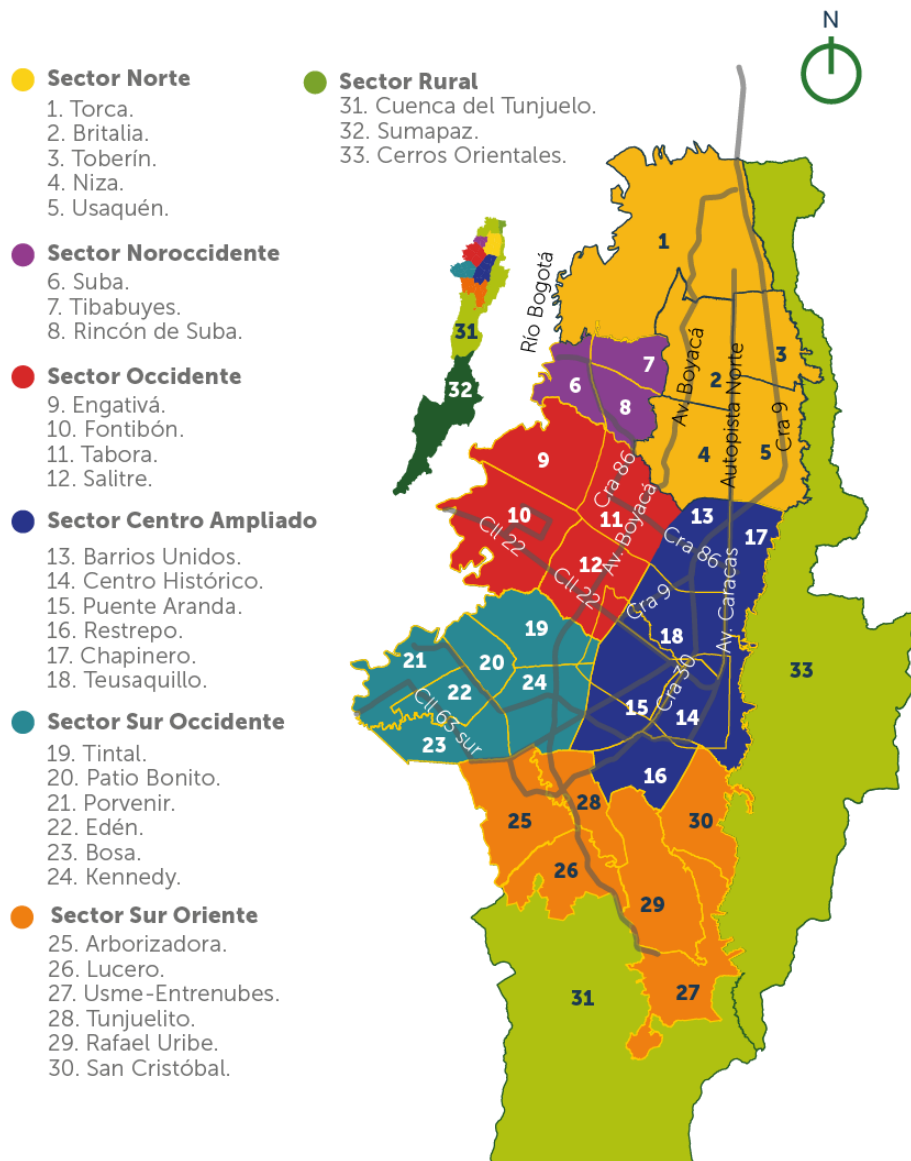 N
Sector Norte
1. Torca.
2. Britalia.
3. Toberín.
4. Niza.
5. Usaquén.
Sector Noroccidente
6. Suba.
7. Tibabuyes.
8. Rincón de Suba.
Sector Occidente
9. Engativá.
10. Fontibón.
11. Tabora.
12. Salitre.
Sector Centro Ampliado
13. Barrios Unidos.
14. Centro Histórico.
15. Puente Aranda.
16. Restrepo.
17. Chapinero.
18. Teusaquillo.
Sector Sur Occidente
19. Tintal.
20. Patio Bonito.
21. Porvenir.
22. Edén.
23. Bosa.
24. Kennedy.
Sector Sur Oriente
25. Arborizadora.
26. Lucero.
27. Usme-Entrenubes.
28. Tunjuelito.
29. Rafael Uribe.
30. San Cristóbal.
Sector Rural
31. Cuenca del Tunjuelo.
32. Sumapaz.
33. Cerros Orientales.
31
32
Río Bogotá
1
2
3
4
5
Av. Boyacá
Autopista Norte
Cra 9
6
7
8
9
10
11
12
Cra 86
Av. Boyacá
Cll 22
Cll 22
13
17
Cra 86
Cra 9
Av. Caracas
18
Cra 30
15
14
16
19
20
21
22
24
23
Cll 63 sur
25
26
28
30
29
27
31
33